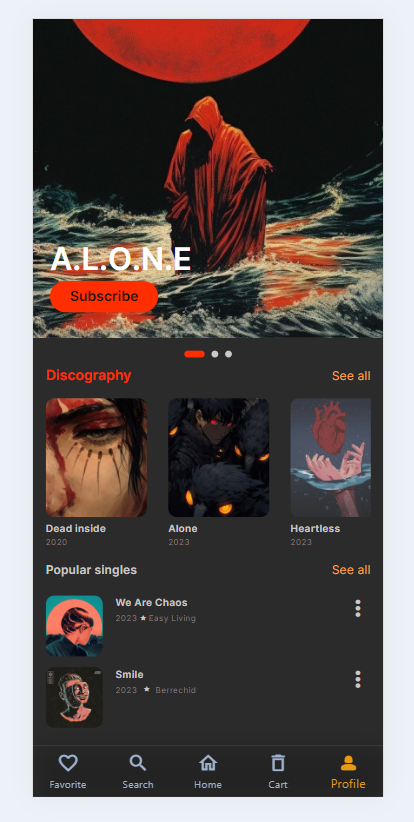 A.L.O.N.E
Subscribe
Discography See all
Dead inside Alone Heartless
2020 2023 2023
Popular singles See all
We Are Chaos
2023 ★ Easy Living
Smile
2023 ★ Berrechid
Favorite Search Home Cart Profile